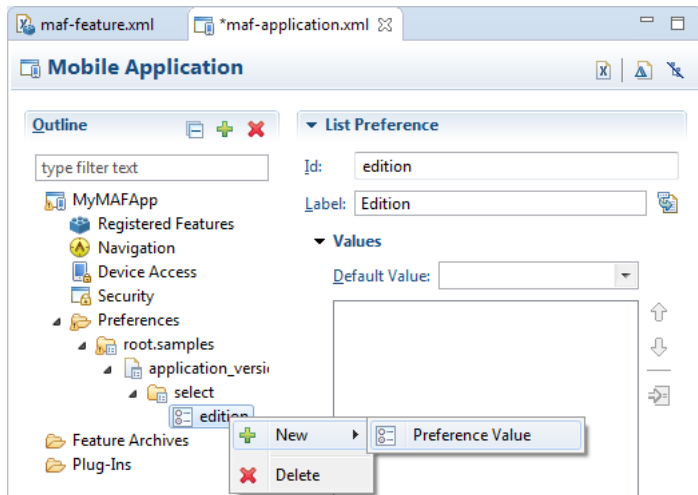 maf-feature.xml
*maf-application.xml
Mobile Application
Outline
type filter text
MyMAFApp
Registered Features
Navigation
Device Access
Security
Preferences
root.samples
application_versi
select
edition
Feature Archives
Plug-Ins
List Preference
Id: edition
Label: Edition
Values
Default Value:
New
Preference Value
Delete